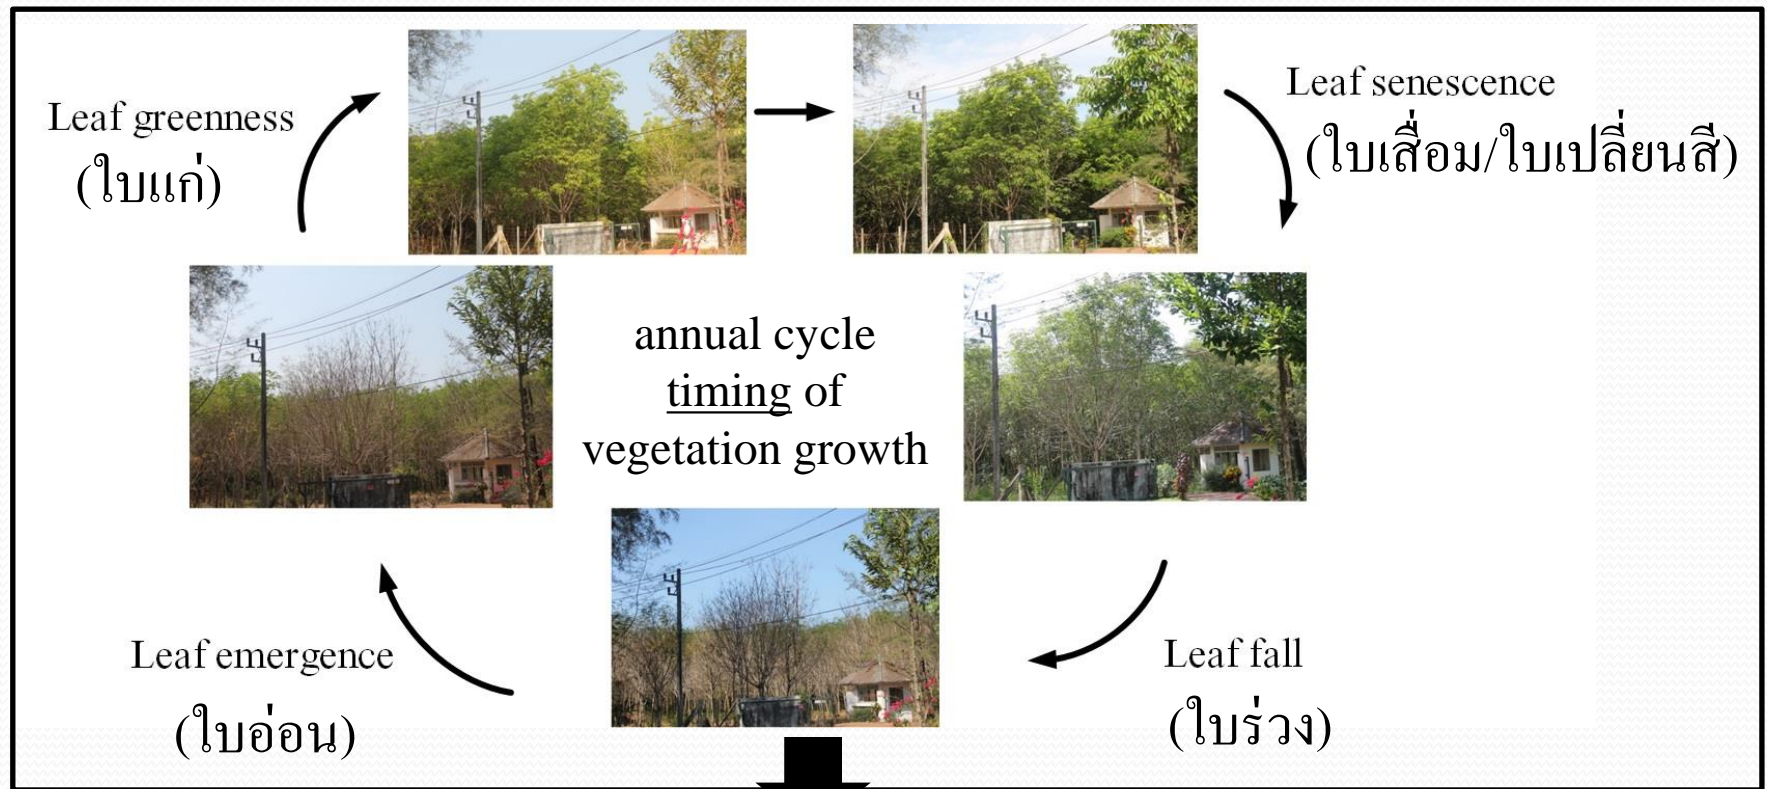 Leaf greenness
(ใบแก่)
Leaf senescence
(ใบเสื่อม/ใบเปลี่ยนสี)
annual cycle
timing of
vegetation growth
Leaf emergence
(ใบอ่อน)
Leaf fall
(ใบร่วง)